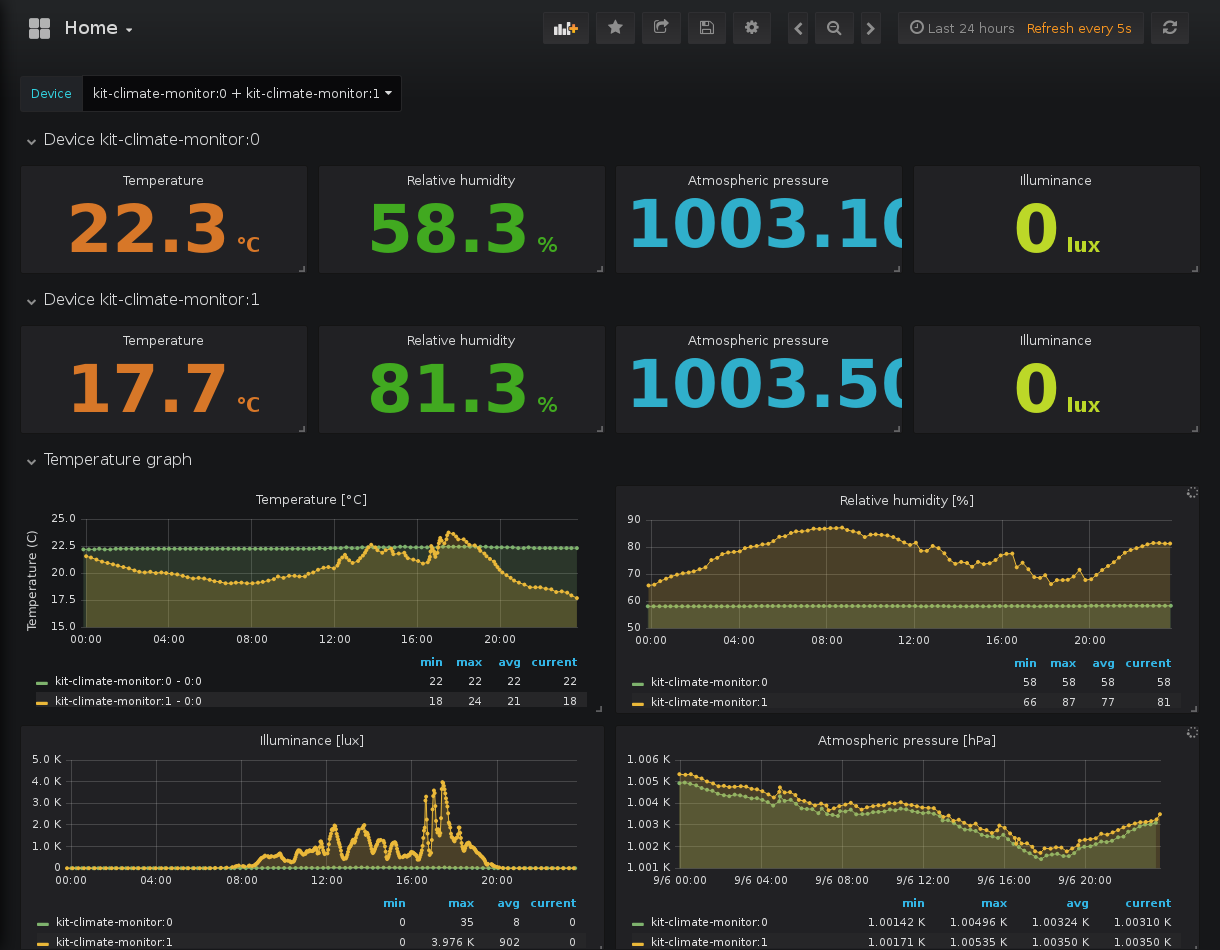 Home
Last 24 hours Refresh every 5s
Device kit-climate-monitor:0 + kit-climate-monitor:1
Device kit-climate-monitor:0
Temperature Relative humidity Atmospheric pressure Illuminance
22.3 °C 58.3 % 1003.10 0 lux
Device kit-climate-monitor:1
Temperature Relative humidity Atmospheric pressure Illuminance
17.7 °C 81.3 % 1003.50 0 lux
Temperature graph
Temperature [°C]
Temperature (C)
25.0
22.5
20.0
17.5
15.0
00:00 04:00 08:00 12:00 16:00 20:00
min max avg current
kit-climate-monitor:0 - 0:0 22 22 22 22
kit-climate-monitor:1 - 0:0 18 24 21 18
Relative humidity [%]
90
80
70
60
50
00:00 04:00 08:00 12:00 16:00 20:00
min max avg current
kit-climate-monitor:0 58 58 58 58
kit-climate-monitor:1 66 87 77 81
Illuminance [lux]
5.0 K
4.0 K
3.0 K
2.0 K
1.0 K
0
00:00 04:00 08:00 12:00 16:00 20:00
min max avg current
kit-climate-monitor:0 0 35 8 0
kit-climate-monitor:1 0 3.976 K 902 0
Atmospheric pressure [hPa]
1.006 K
1.005 K
1.004 K
1.003 K
1.002 K
1.001 K
9/6 00:00 9/6 04:00 9/6 08:00 9/6 12:00 9/6 16:00 9/6 20:00
min max avg current
kit-climate-monitor:0 1.00142 K 1.00496 K 1.00324 K 1.00310 K
kit-climate-monitor:1 1.00171 K 1.00535 K 1.00350 K 1.00350 K